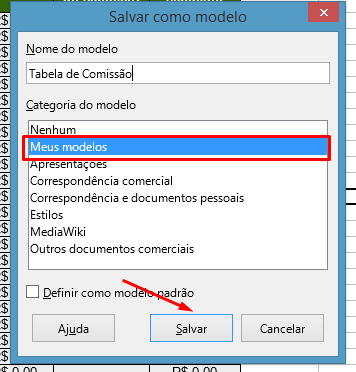 Salvar como modelo
Nome do modelo
Tabela de Comissão
Categoria do modelo
Nenhum
Meus modelos
Apresentações
Correspondência comercial
Correspondência e documentos pessoais
Estilos
MediaWiki
Outros documentos comerciais
Definir como modelo padrão
Ajuda
Salvar
Cancelar
R$ 0,00
R$ 0,00